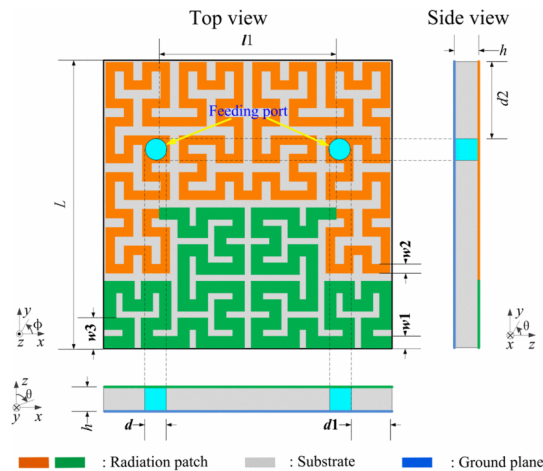 Top view
Side view
l1
h
d2
Feeding port
L
w2
w3
w1
y
ϕ
z
x
y
θ
x
z
z
θ
y
x
h
d
d1
: Radiation patch
: Substrate
: Ground plane